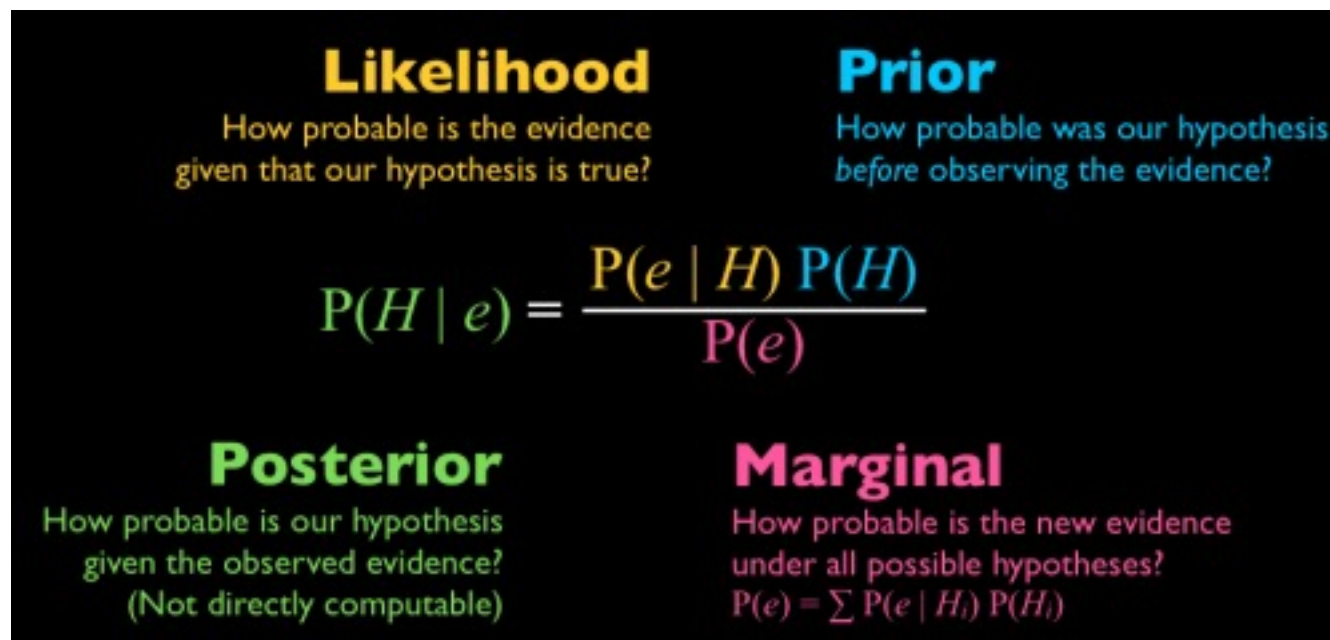 Likelihood
How probable is the evidence
given that our hypothesis is true?
Prior
How probable was our hypothesis
before observing the evidence?
P(H | e) = P(e | H) P(H)
P(e)
Posterior
How probable is our hypothesis
given the observed evidence?
(Not directly computable)
Marginal
How probable is the new evidence
under all possible hypotheses?
P(e) = ∑ P(e | Hᵢ) P(Hᵢ)